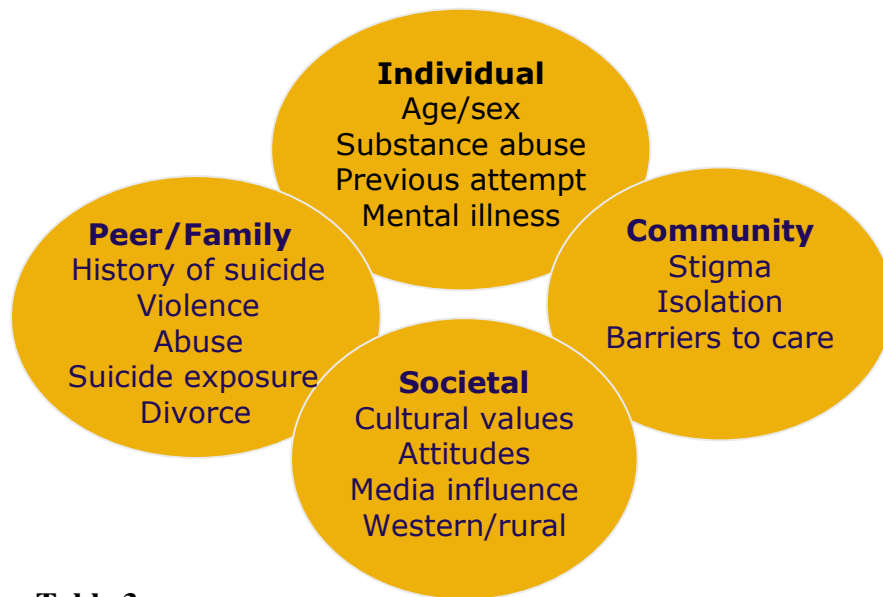 Individual
Age/sex
Substance abuse
Previous attempt
Mental illness
Peer/Family
History of suicide
Violence
Abuse
Suicide exposure
Divorce
Community
Stigma
Isolation
Barriers to care
Societal
Cultural values
Attitudes
Media influence
Western/rural